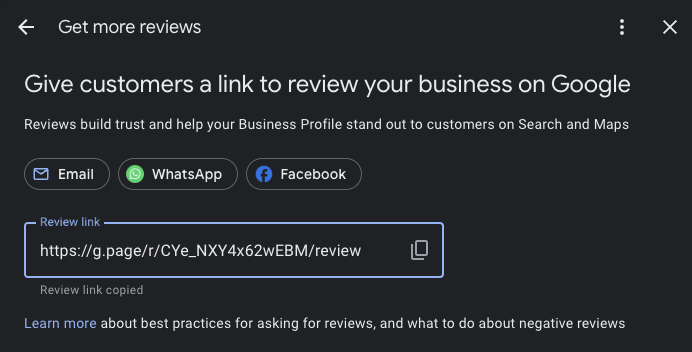 Get more reviews
Give customers a link to review your business on Google
Reviews build trust and help your Business Profile stand out to customers on Search and Maps
Email WhatsApp Facebook
Review link
https://g.page/r/CYe_NXY4x62wEBM/review
Review link copied
Learn more about best practices for asking for reviews, and what to do about negative reviews